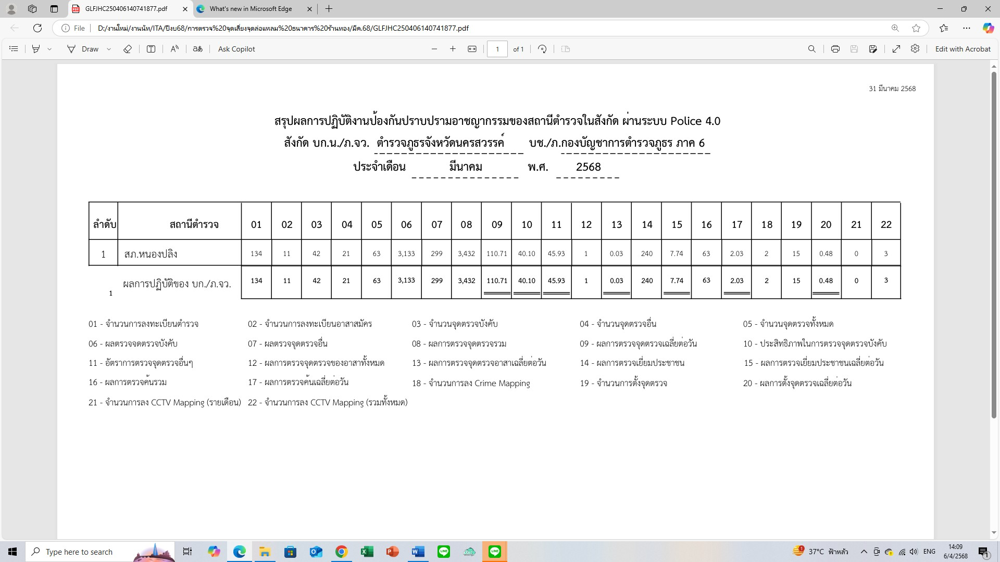 GLFJHC250406140741877.pdf
What's new in Microsoft Edge
File
D:/งานใหม่/งานนัท/ITA/ปีงบ68/การตรวจ%20จุดเสี่ยงจุดล่อแหลม%20ธนาคาร%20ร้านทอง/มีค.68/GLFJHC250406140741877.pdf
Draw
Ask Copilot
1 of 1
Edit with Acrobat
31 มีนาคม 2568
สรุปผลการปฏิบัติงานป้องกันปราบปรามอาชญากรรมของสถานีตำรวจในสังกัด ผ่านระบบ Police 4.0
สังกัด บก.น./ภ.จว. ตำรวจภูธรจังหวัดนครสวรรค์ บช./ภ.กองบัญชาการตำรวจภูธร ภาค 6
ประจำเดือน มีนาคม พ.ศ. 2568
ลำดับ สถานีตำรวจ 01 02 03 04 05 06 07 08 09 10 11 12 13 14 15 16 17 18 19 20 21 22
1 สภ.หนองปลิง 134 11 42 21 63 3,133 299 3,432 110.71 40.10 45.93 1 0.03 240 7.74 63 2.03 2 15 0.48 0 3
1 ผลการปฏิบัติของ บก./ภ.จว. 134 11 42 21 63 3,133 299 3,432 110.71 40.10 45.93 1 0.03 240 7.74 63 2.03 2 15 0.48 0 3
01 - จำนวนการลงทะเบียนตำรวจ 02 - จำนวนการลงทะเบียนอาสาสมัคร 03 - จำนวนจุดตรวจบังคับ 04 - จำนวนจุดตรวจอื่น 05 - จำนวนจุดตรวจทั้งหมด
06 - ผลตรวจจดตรวจบังคับ 07 - ผลตรวจจุดตรวจอื่น 08 - ผลการตรวจจุดตรวจรวม 09 - ผลการตรวจจุดตรวจเฉลี่ยต่อวัน 10 - ประสิทธิภาพในการตรวจจุดตรวจบังคับ
11 - อัตราการตรวจจุดตรวจอื่นๆ 12 - ผลการตรวจจุดตรวจของอาสาทั้งหมด 13 - ผลการตรวจจุดตรวจอาสาเฉลี่ยต่อวัน 14 - ผลการตรวจเยี่ยมประชาชน 15 - ผลการตรวจเยี่ยมประชาชนเฉลี่ยต่อวัน
16 - ผลการตรวจค้นรวม 17 - ผลการตรวจค้นเฉลี่ยต่อวัน 18 - จำนวนการลง Crime Mapping 19 - จำนวนการตั้งจุดตรวจ 20 - ผลการตั้งจุดตรวจเฉลี่ยต่อวัน
21 - จำนวนการลง CCTV Mapping (รายเดือน) 22 - จำนวนการลง CCTV Mapping (รวมทั้งหมด)
Type here to search
37°C ฟ้าหลัว
ENG
14:09
6/4/2568